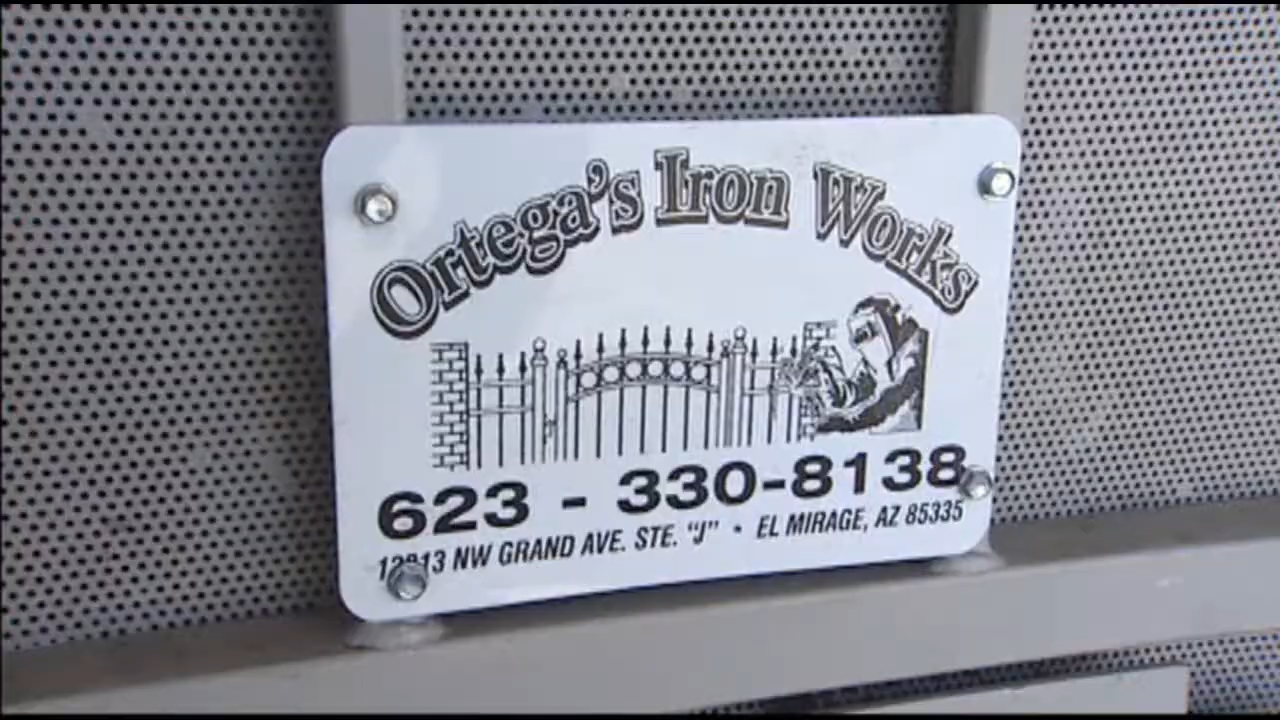 Ortega's Iron Works
623 - 330-8138
NW GRAND AVE. STE. "J" • EL MIRAGE, AZ 85335